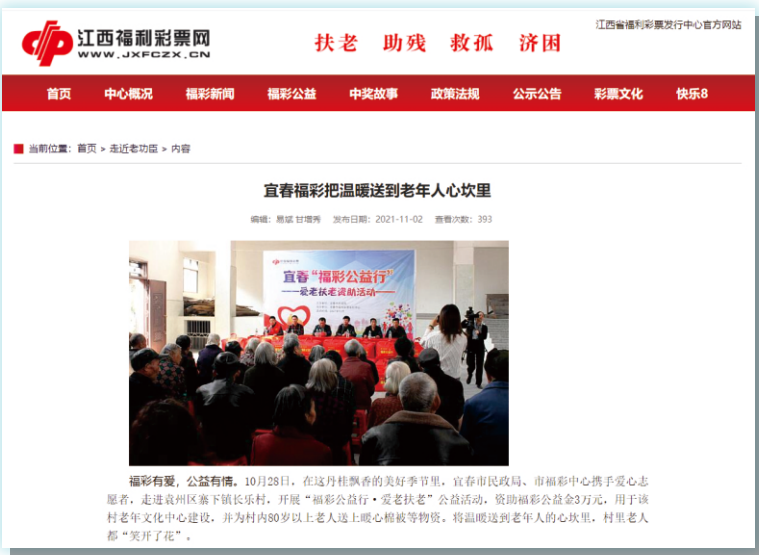 江西福利彩票网
WWW.JXFCZX.CN
扶老 助残 救孤 济困
江西省福利彩票发行中心官方网站
首页 中心概况 福彩新闻 福彩公益 中奖故事 政策法规 公示公告 彩票文化 快乐8
当前位置: 首页 > 走近老功臣 > 内容
宜春福彩把温暖送到老年人心坎里
编辑: 易斌 甘增秀 发布日期: 2021-11-02 查看次数: 393
宜春“福彩公益行”
——爱老扶老资助活动——
福彩有爱，公益有情。10月28日，在这丹桂飘香的美好季节里，宜春市民政局、市福彩中心携手爱心志
愿者，走进袁州区寨下镇长乐村，开展“福彩公益行·爱老扶老”公益活动，资助福彩公益金3万元，用于该
村老年文化中心建设，并为村内80岁以上老人送上暖心棉被等物资。将温暖送到老年人的心坎里，村里老人
都“笑开了花”。